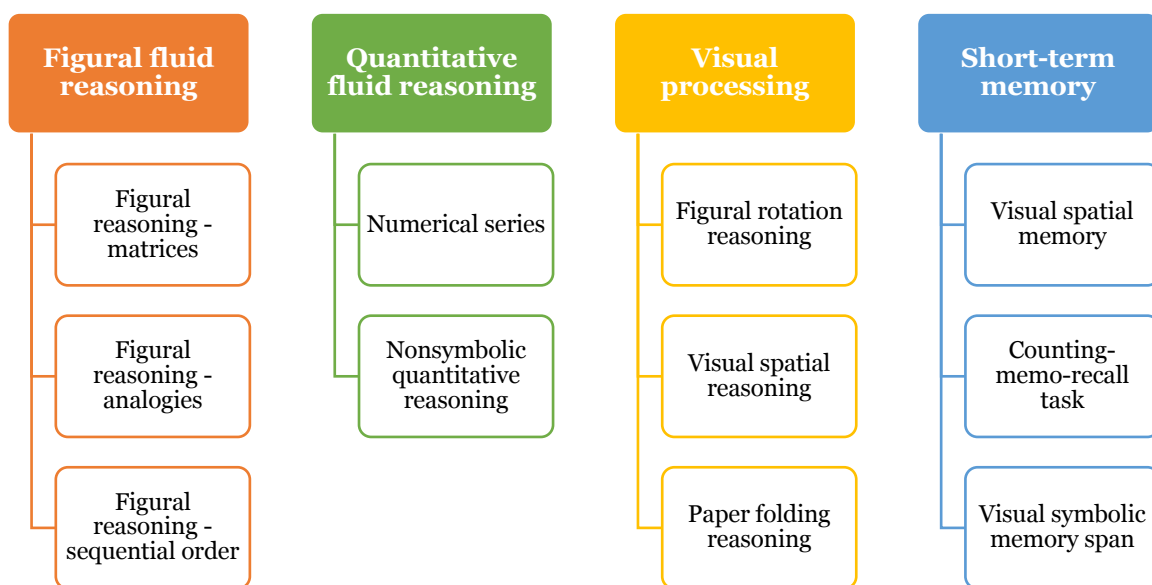 Figural fluid
reasoning
Figural
reasoning -
matrices
Figural
reasoning -
analogies
Figural
reasoning -
sequential order
Quantitative
fluid reasoning
Numerical series
Nonsymbolic
quantitative
reasoning
Visual
processing
Figural rotation
reasoning
Visual spatial
reasoning
Paper folding
reasoning
Short-term
memory
Visual spatial
memory
Counting-
memo-recall
task
Visual symbolic
memory span